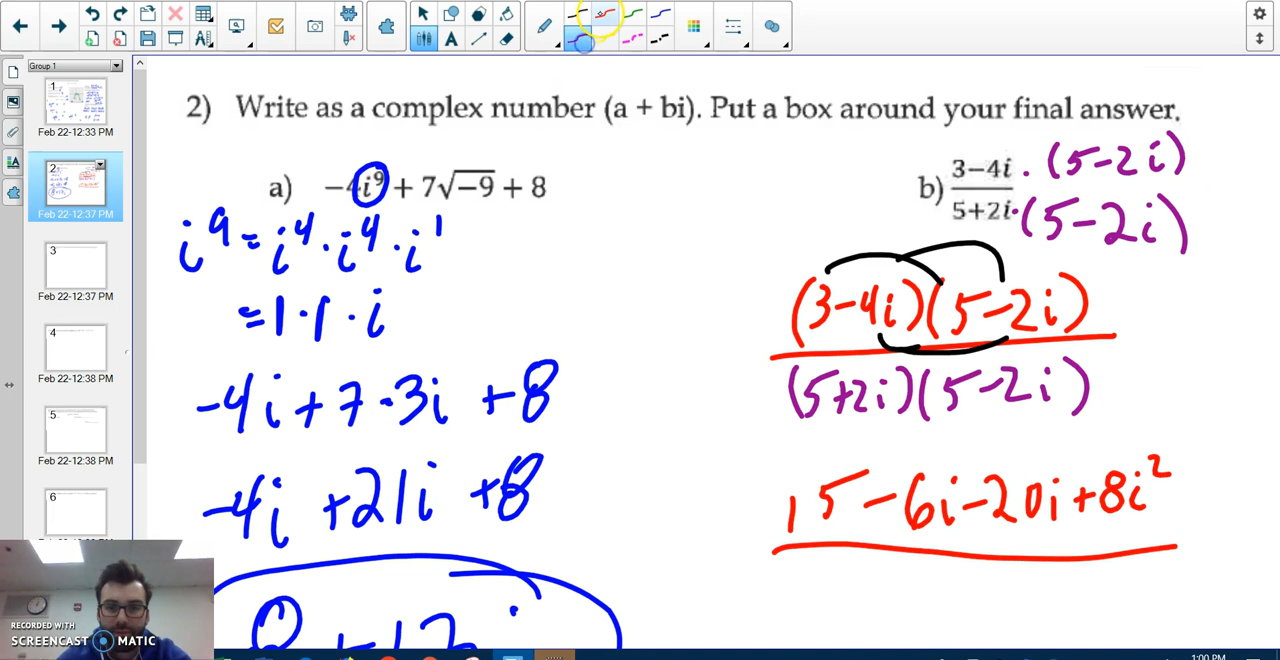 Group 1
1
Feb 22-12:33 PM
2
Feb 22-12:37 PM
3
Feb 22-12:37 PM
4
Feb 22-12:38 PM
5
Feb 22-12:38 PM
6
2) Write as a complex number (a + bi). Put a box around your final answer.
a) −4i⁹ + 7√−9 + 8
i⁹ = i⁴ · i⁴ · i¹
= 1 · 1 · i
-4i + 7 · 3i + 8
-4i + 21i + 8
b) 3−4i · (5-2i)
5+2i · (5-2i)
(3-4i)(5-2i)
(5+2i)(5-2i)
15 - 6i - 20i + 8i²
RECORDED WITH
SCREENCAST MATIC
1:00 PM